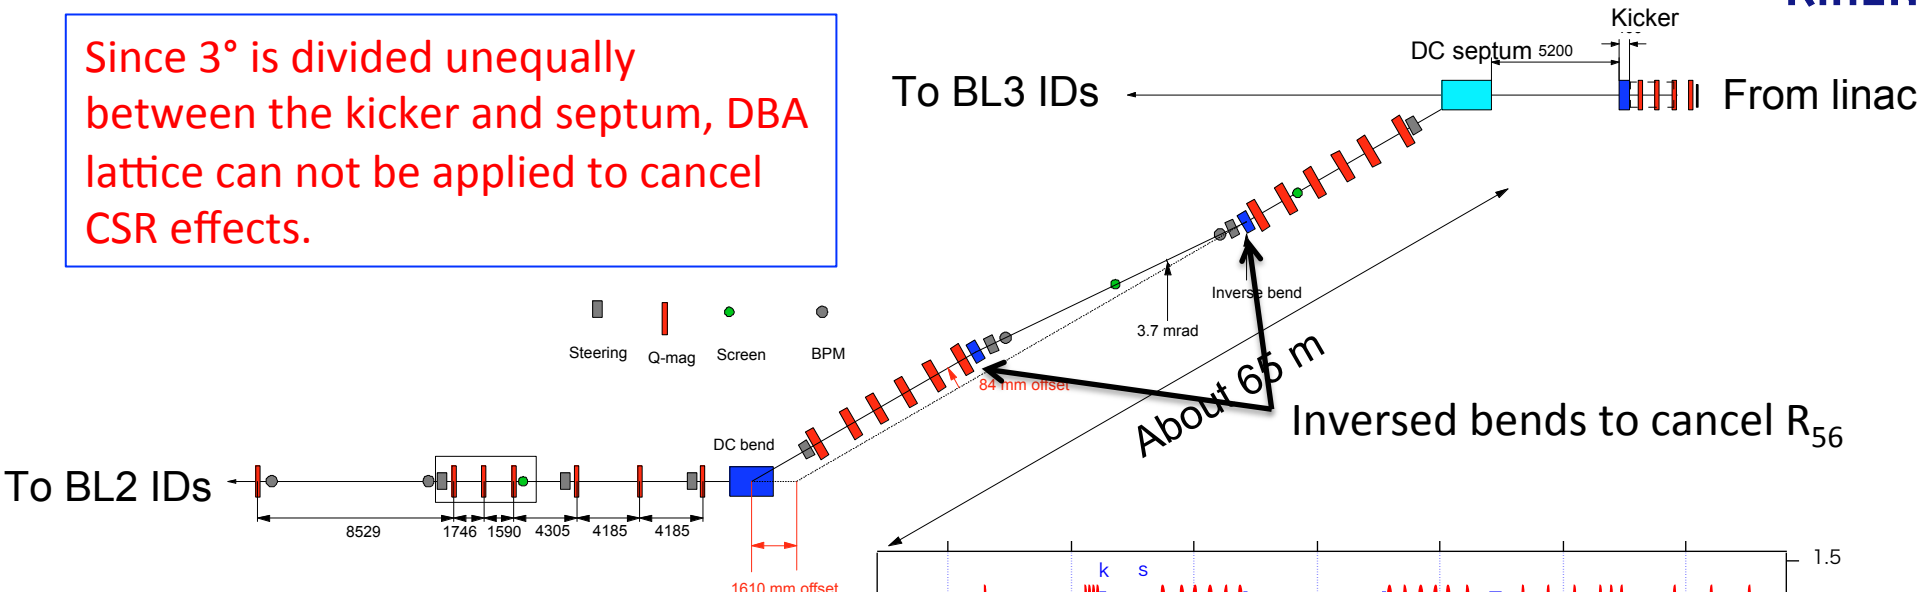 Since 3° is divided unequally
between the kicker and septum, DBA
lattice can not be applied to cancel
CSR effects.
Kicker
DC septum 5200
To BL3 IDs
From linac
Inverse bend
3.7 mrad
Steering
Q-mag
Screen
BPM
84 mm offset
About 65 m
Inversed bends to cancel R56
DC bend
To BL2 IDs
8529
1746
1590
4305
4185
4185
1610 mm offset
k
s
1.5